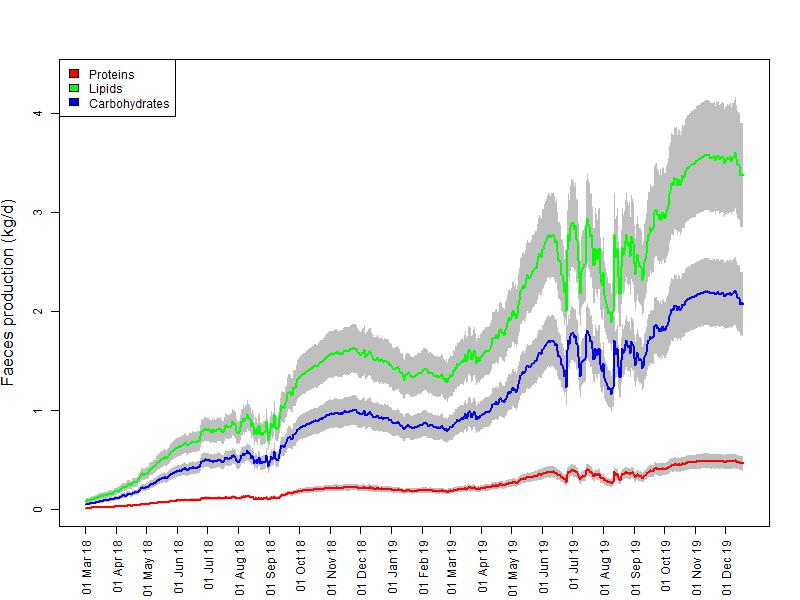 Proteins
Lipids
Carbohydrates
Faeces production (kg/d)
4
3
2
1
0
01 Mar 18
01 Apr 18
01 May 18
01 Jun 18
01 Jul 18
01 Aug 18
01 Sep 18
01 Oct 18
01 Nov 18
01 Dec 18
01 Jan 19
01 Feb 19
01 Mar 19
01 Apr 19
01 May 19
01 Jun 19
01 Jul 19
01 Aug 19
01 Sep 19
01 Oct 19
01 Nov 19
01 Dec 19